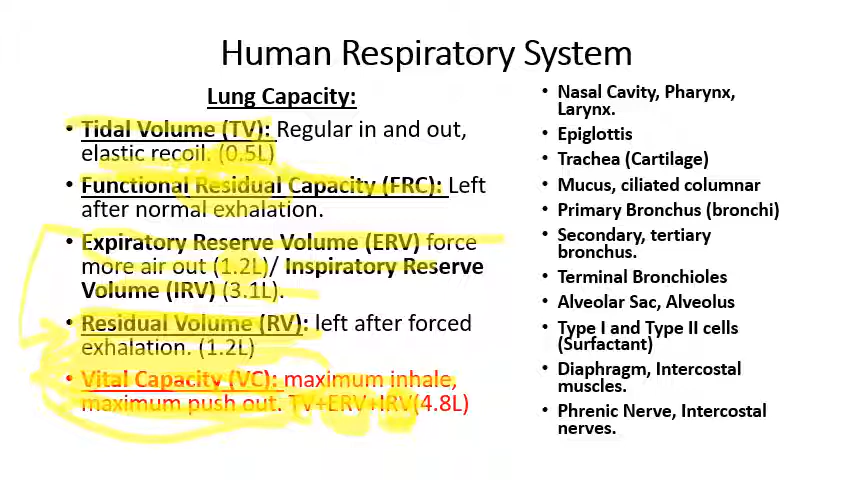 Human Respiratory System
Lung Capacity:
• Tidal Volume (TV): Regular in and out,
elastic recoil. (0.5L)
• Functional Residual Capacity (FRC): Left
after normal exhalation.
• Expiratory Reserve Volume (ERV) force
more air out (1.2L)/ Inspiratory Reserve
Volume (IRV) (3.1L).
• Residual Volume (RV): left after forced
exhalation. (1.2L)
• Vital Capacity (VC): maximum inhale,
maximum push out. TV+ERV+IRV(4.8L)
• Nasal Cavity, Pharynx,
Larynx.
• Epiglottis
• Trachea (Cartilage)
• Mucus, ciliated columnar
• Primary Bronchus (bronchi)
• Secondary, tertiary
bronchus.
• Terminal Bronchioles
• Alveolar Sac, Alveolus
• Type I and Type II cells
(Surfactant)
• Diaphragm, Intercostal
muscles.
• Phrenic Nerve, Intercostal
nerves.